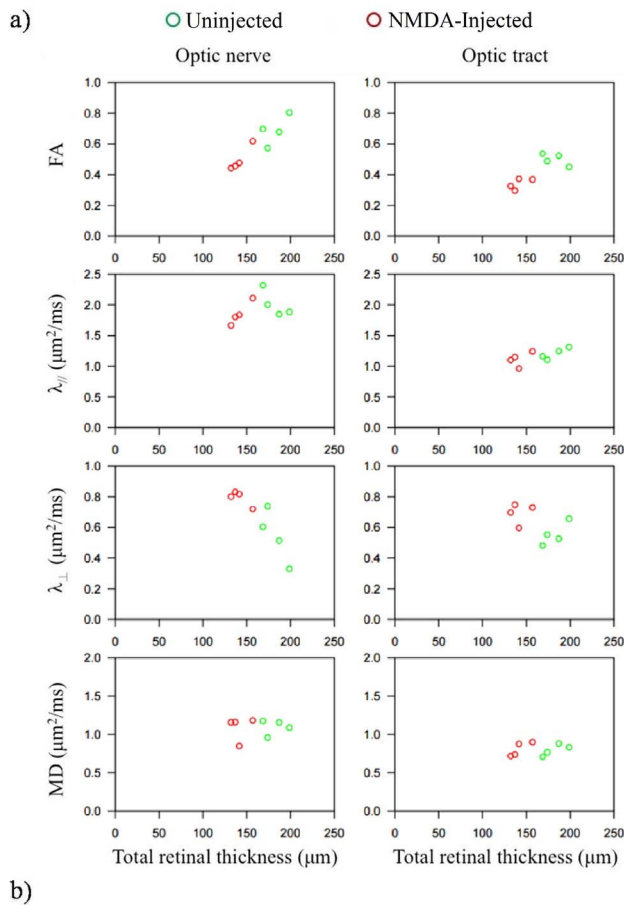 a)
Uninjected NMDA-Injected
Optic nerve Optic tract
FA
1.0 0.8 0.6 0.4 0.2 0.0
0 50 100 150 200 250
1.0 0.8 0.6 0.4 0.2 0.0
0 50 100 150 200 250
λ// (μm²/ms)
2.5 2.0 1.5 1.0 0.5 0.0
0 50 100 150 200 250
2.5 2.0 1.5 1.0 0.5 0.0
0 50 100 150 200 250
λ⊥ (μm²/ms)
1.0 0.8 0.6 0.4 0.2 0.0
0 50 100 150 200 250
1.0 0.8 0.6 0.4 0.2 0.0
0 50 100 150 200 250
MD (μm²/ms)
2.0 1.5 1.0 0.5 0.0
0 50 100 150 200 250
2.0 1.5 1.0 0.5 0.0
0 50 100 150 200 250
Total retinal thickness (μm) Total retinal thickness (μm)
b)